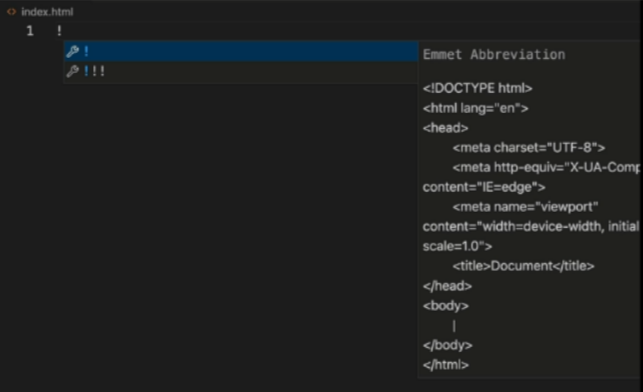 index.html
1 !
!
!!!
Emmet Abbreviation
<!DOCTYPE html>
<html lang="en">
<head>
<meta charset="UTF-8">
<meta http-equiv="X-UA-Comp
content="IE=edge">
<meta name="viewport"
content="width=device-width, initial
scale=1.0">
<title>Document</title>
</head>
<body>
|
</body>
</html>